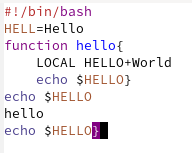 #!/bin/bash
HELL=Hello
function hello{
    LOCAL HELLO+World
    echo $HELLO}
echo $HELLO
hello
echo $HELLO}